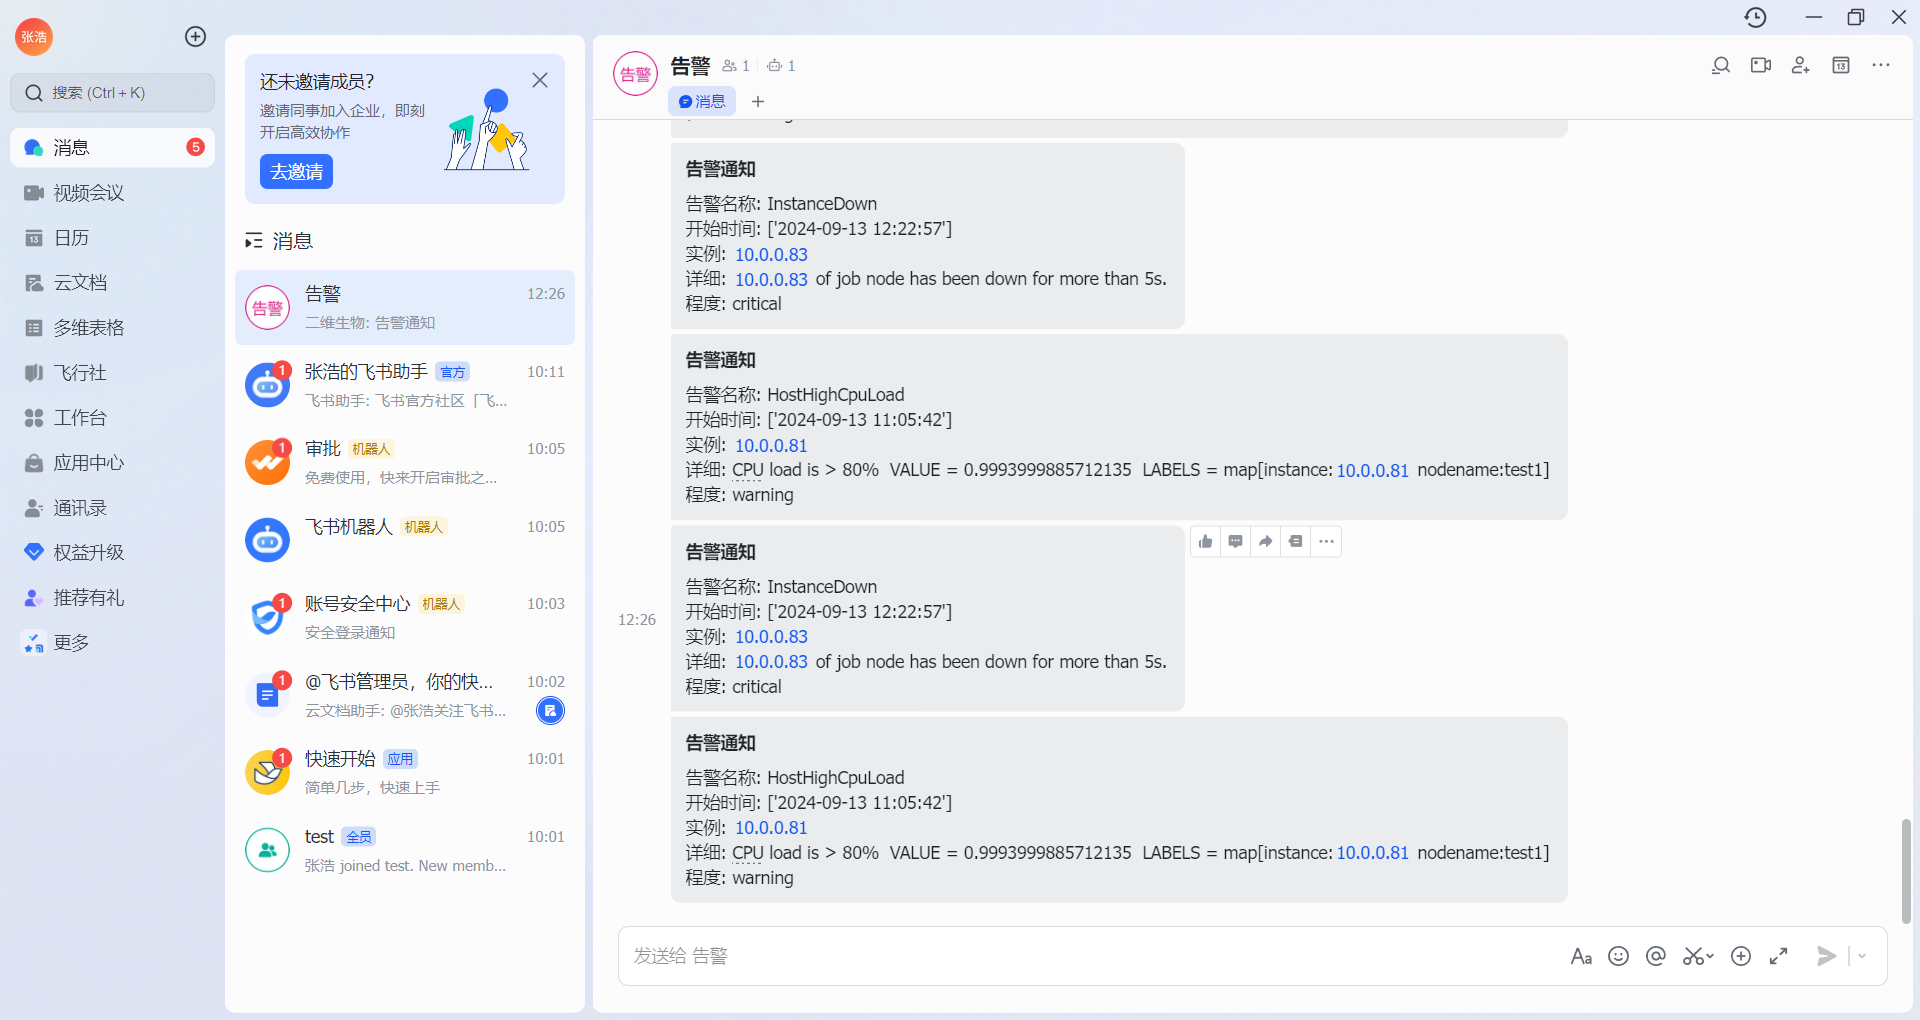 张浩
搜索 (Ctrl + K)
消息
5
视频会议
13
日历
云文档
多维表格
飞行社
工作台
应用中心
通讯录
权益升级
推荐有礼
更多
还未邀请成员?
邀请同事加入企业，即刻
开启高效协作
去邀请
消息
告警
告警
12:26
二维生物: 告警通知
1
张浩的飞书助手
官方
10:11
飞书助手: 飞书官方社区「飞...
1
审批
机器人
10:05
免费使用，快来开启审批之...
飞书机器人
机器人
10:05
1
账号安全中心
机器人
10:03
安全登录通知
1
@飞书管理员，你的快...
10:02
云文档助手: @张浩关注飞书...
1
快速开始
应用
10:01
简单几步，快速上手
test
全员
10:01
张浩 joined test. New memb...
告警
告警
1
1
13
消息
告警通知
告警名称: InstanceDown
开始时间: ['2024-09-13 12:22:57']
实例: 10.0.0.83
详细: 10.0.0.83 of job node has been down for more than 5s.
程度: critical
告警通知
告警名称: HostHighCpuLoad
开始时间: ['2024-09-13 11:05:42']
实例: 10.0.0.81
详细: CPU load is > 80% VALUE = 0.9993999885712135 LABELS = map[instance: 10.0.0.81 nodename:test1]
程度: warning
12:26
告警通知
告警名称: InstanceDown
开始时间: ['2024-09-13 12:22:57']
实例: 10.0.0.83
详细: 10.0.0.83 of job node has been down for more than 5s.
程度: critical
告警通知
告警名称: HostHighCpuLoad
开始时间: ['2024-09-13 11:05:42']
实例: 10.0.0.81
详细: CPU load is > 80% VALUE = 0.9993999885712135 LABELS = map[instance: 10.0.0.81 nodename:test1]
程度: warning
发送给 告警
Aa